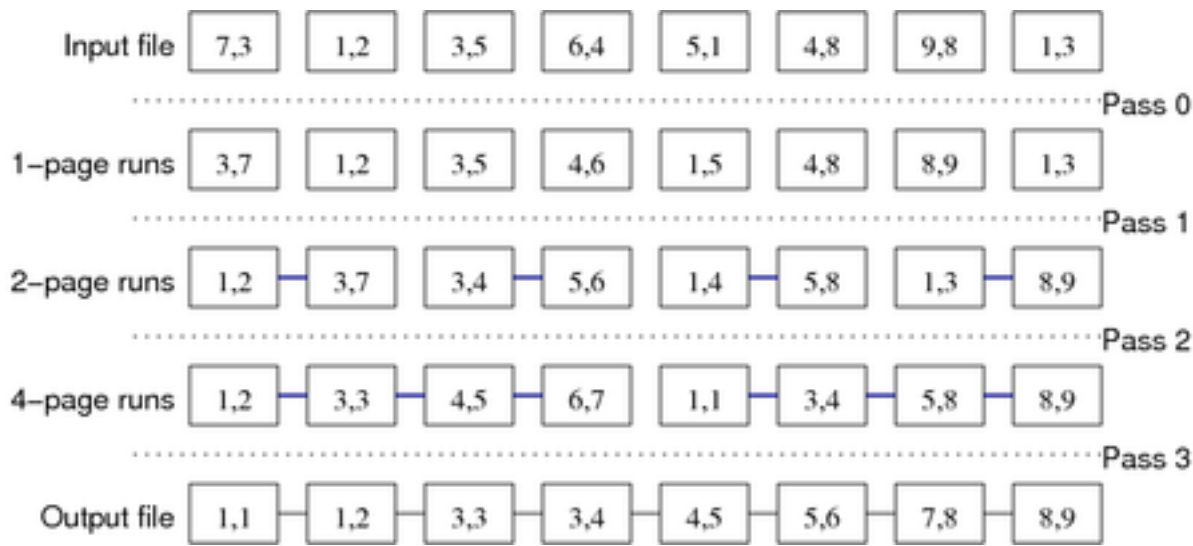 Input file 7,3 1,2 3,5 6,4 5,1 4,8 9,8 1,3
Pass 0
1-page runs 3,7 1,2 3,5 4,6 1,5 4,8 8,9 1,3
Pass 1
2-page runs 1,2 3,7 3,4 5,6 1,4 5,8 1,3 8,9
Pass 2
4-page runs 1,2 3,3 4,5 6,7 1,1 3,4 5,8 8,9
Pass 3
Output file 1,1 1,2 3,3 3,4 4,5 5,6 7,8 8,9